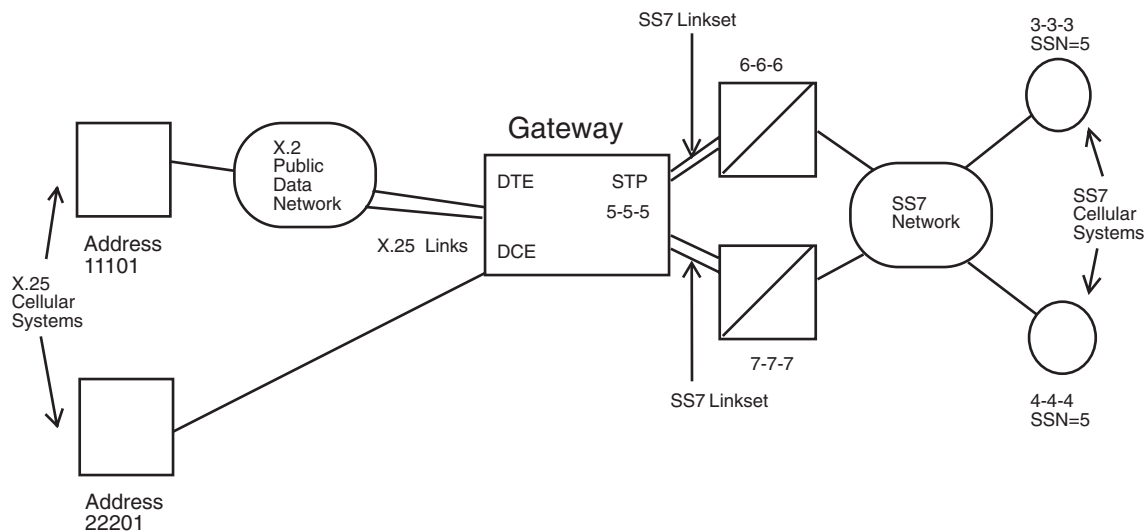 SS7 Linkset
3-3-3
SSN=5
6-6-6
Gateway
X.2
Public
Data
Network
DTE
STP
5-5-5
DCE
X.25 Links
SS7
Network
SS7
Cellular
Systems
Address
11101
X.25
Cellular
Systems
7-7-7
SS7 Linkset
4-4-4
SSN=5
Address
22201